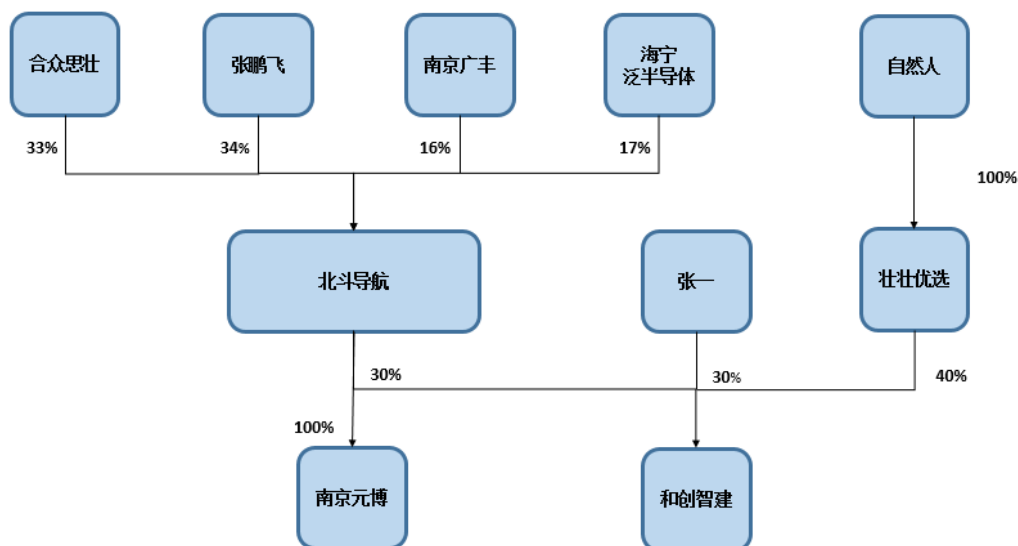 合众思壮
张鹏飞
南京广丰
海宁
泛半导体
自然人
33%
34%
16%
17%
100%
北斗导航
张一
壮壮优选
30%
30%
40%
100%
南京元博
和创智建